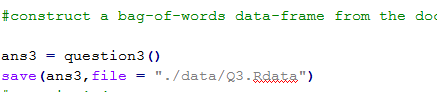 #construct a bag-of-words data-frame from the doc
ans3 = question3()
save(ans3,file = "./data/Q3.Rdata")